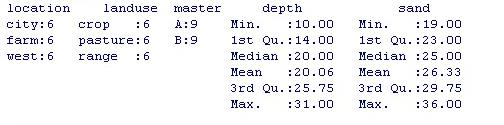 location landuse master depth sand
city:6 crop :6 A:9 Min. :10.00 Min. :19.00
farm:6 pasture:6 B:9 1st Qu.:14.00 1st Qu.:23.00
west:6 range :6 Median :20.00 Median :25.00
Mean :20.06 Mean :26.33
3rd Qu.:25.75 3rd Qu.:29.75
Max. :31.00 Max. :36.00